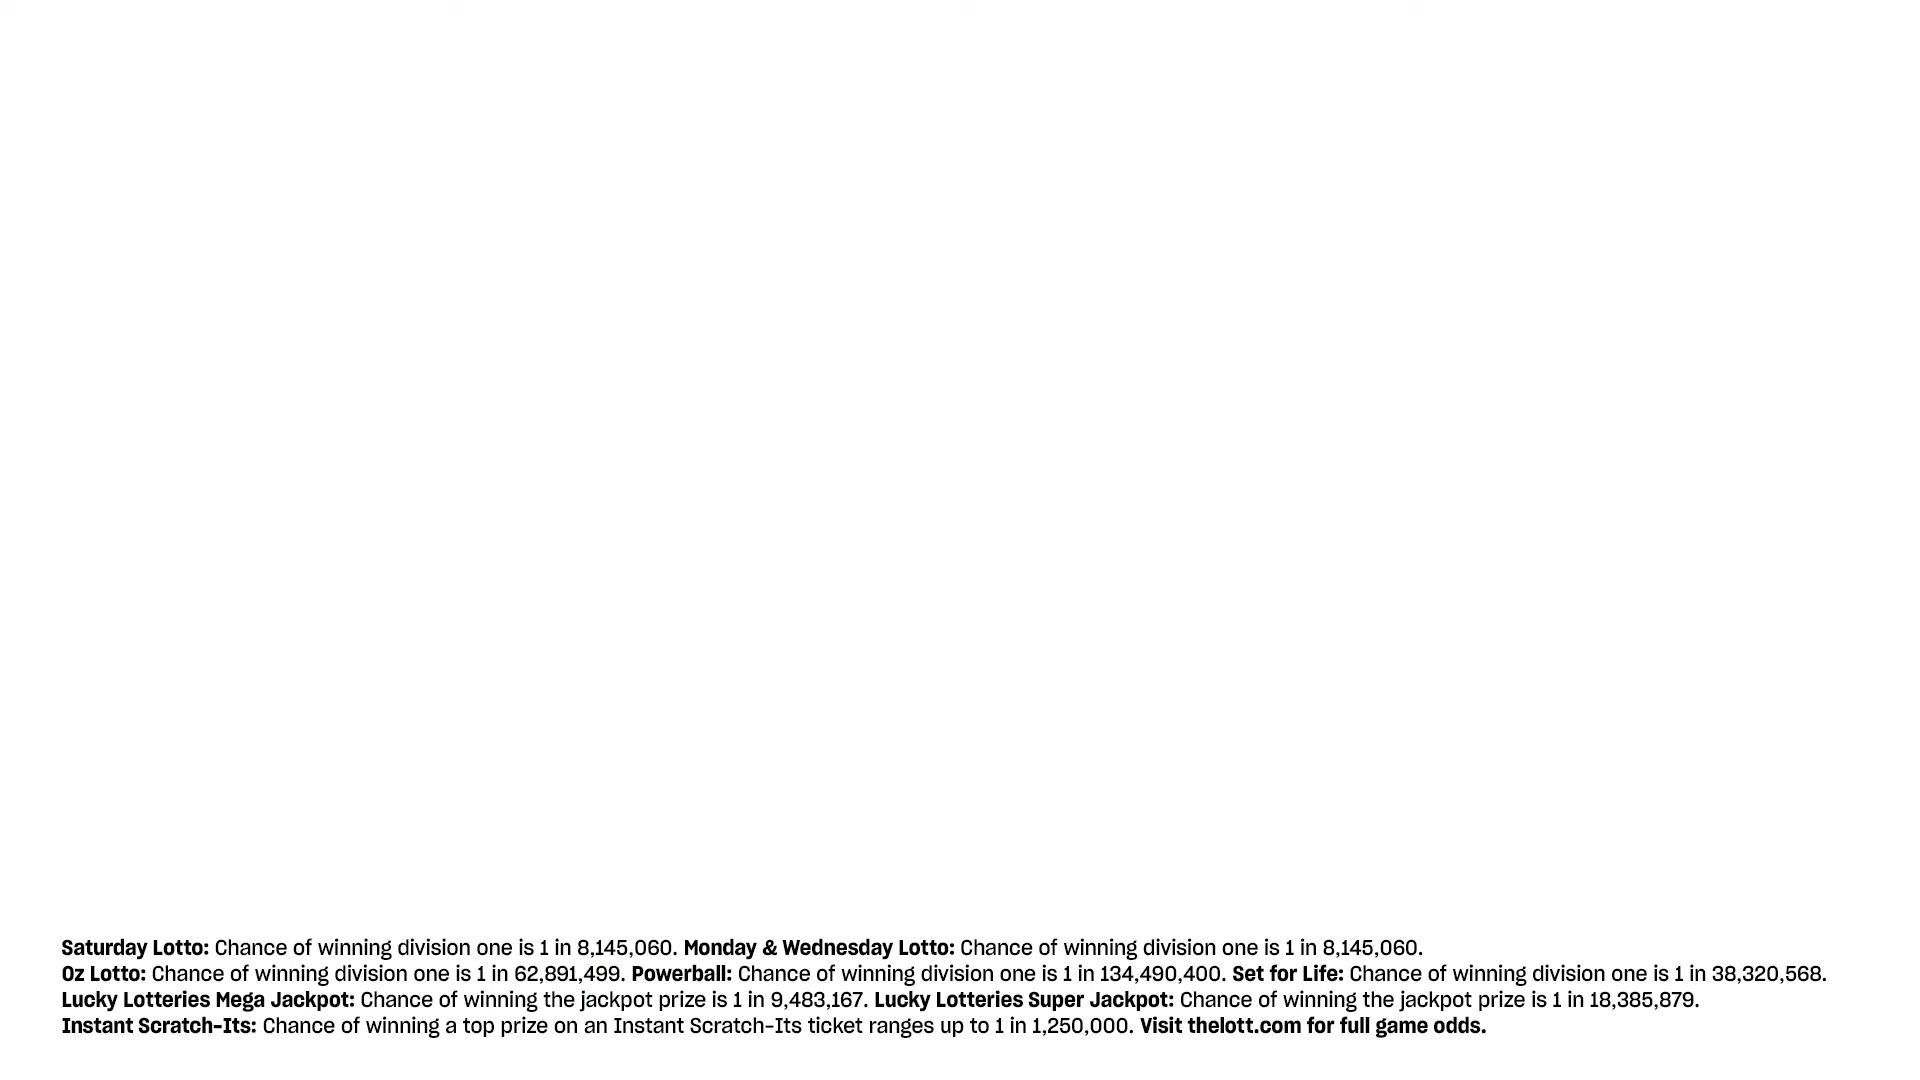 Saturday Lotto: Chance of winning division one is 1 in 8,145,060. Monday & Wednesday Lotto: Chance of winning division one is 1 in 8,145,060.
Oz Lotto: Chance of winning division one is 1 in 62,891,499. Powerball: Chance of winning division one is 1 in 134,490,400. Set for Life: Chance of winning division one is 1 in 38,320,568.
Lucky Lotteries Mega Jackpot: Chance of winning the jackpot prize is 1 in 9,483,167. Lucky Lotteries Super Jackpot: Chance of winning the jackpot prize is 1 in 18,385,879.
Instant Scratch-Its: Chance of winning a top prize on an Instant Scratch-Its ticket ranges up to 1 in 1,250,000. Visit thelott.com for full game odds.